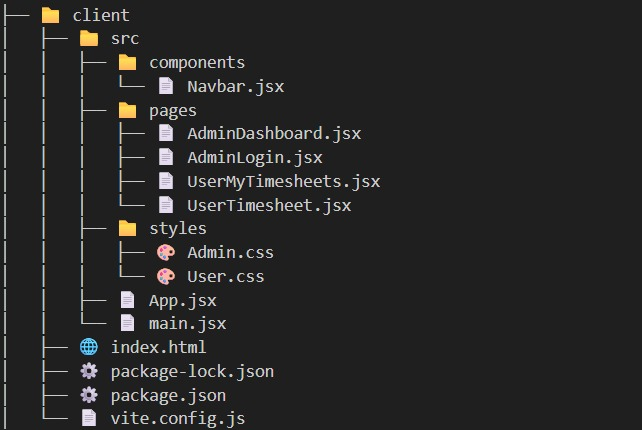 client
src
components
Navbar.jsx
pages
AdminDashboard.jsx
AdminLogin.jsx
UserMyTimesheets.jsx
UserTimesheet.jsx
styles
Admin.css
User.css
App.jsx
main.jsx
index.html
package-lock.json
package.json
vite.config.js